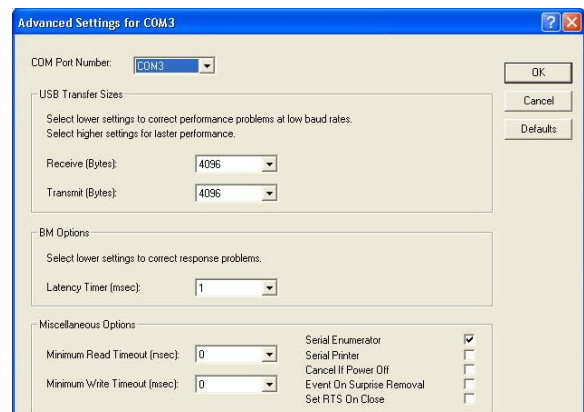 Advanced Settings for COM3
COM Port Number: COM3
OK
Cancel
Defaults
USB Transfer Sizes
Select lower settings to correct performance problems at low baud rates.
Select higher settings for faster performance.
Receive (Bytes): 4096
Transmit (Bytes): 4096
BM Options
Select lower settings to correct response problems.
Latency Timer (msec): 1
Miscellaneous Options
Minimum Read Timeout (msec): 0
Minimum Write Timeout (msec): 0
Serial Enumerator
Serial Printer
Cancel If Power Off
Event On Surprise Removal
Set RTS On Close